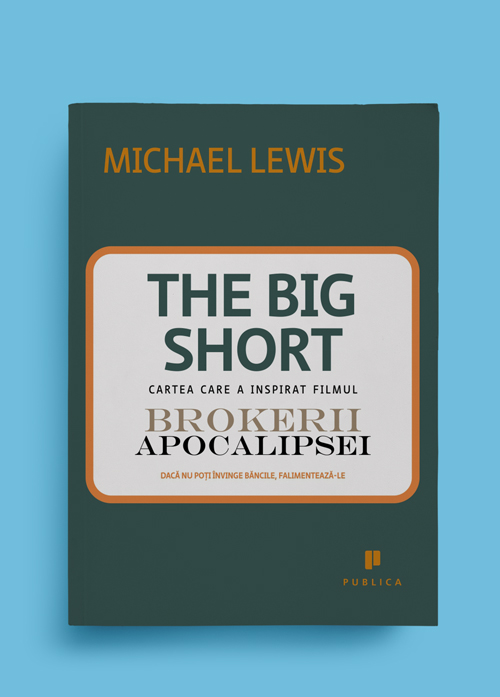 MICHAEL LEWIS
THE BIG
SHORT
CARTEA CARE A INSPIRAT FILMUL
BROKERII
APOCALIPSEI
DACĂ NU POȚI ÎNVINGE BĂNCILE, FALIMENTEAZĂ-LE
PUBLICA